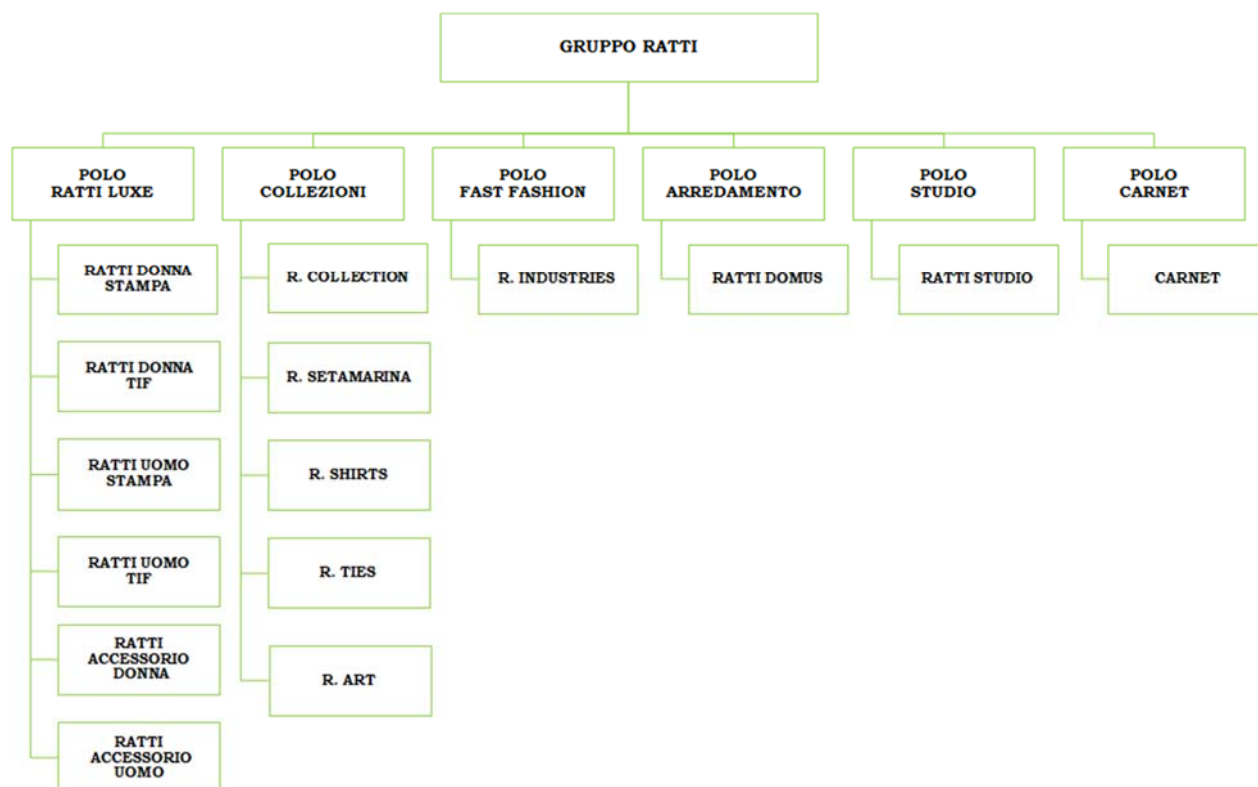 GRUPPO RATTI
POLO
RATTI LUXE
POLO
COLLEZIONI
POLO
FAST FASHION
POLO
ARREDAMENTO
POLO
STUDIO
POLO
CARNET
RATTI DONNA
STAMPA
RATTI DONNA
TIF
RATTI UOMO
STAMPA
RATTI UOMO
TIF
RATTI
ACCESSORIO
DONNA
RATTI
ACCESSORIO
UOMO
R. COLLECTION
R. SETAMARINA
R. SHIRTS
R. TIES
R. ART
R. INDUSTRIES
RATTI DOMUS
RATTI STUDIO
CARNET